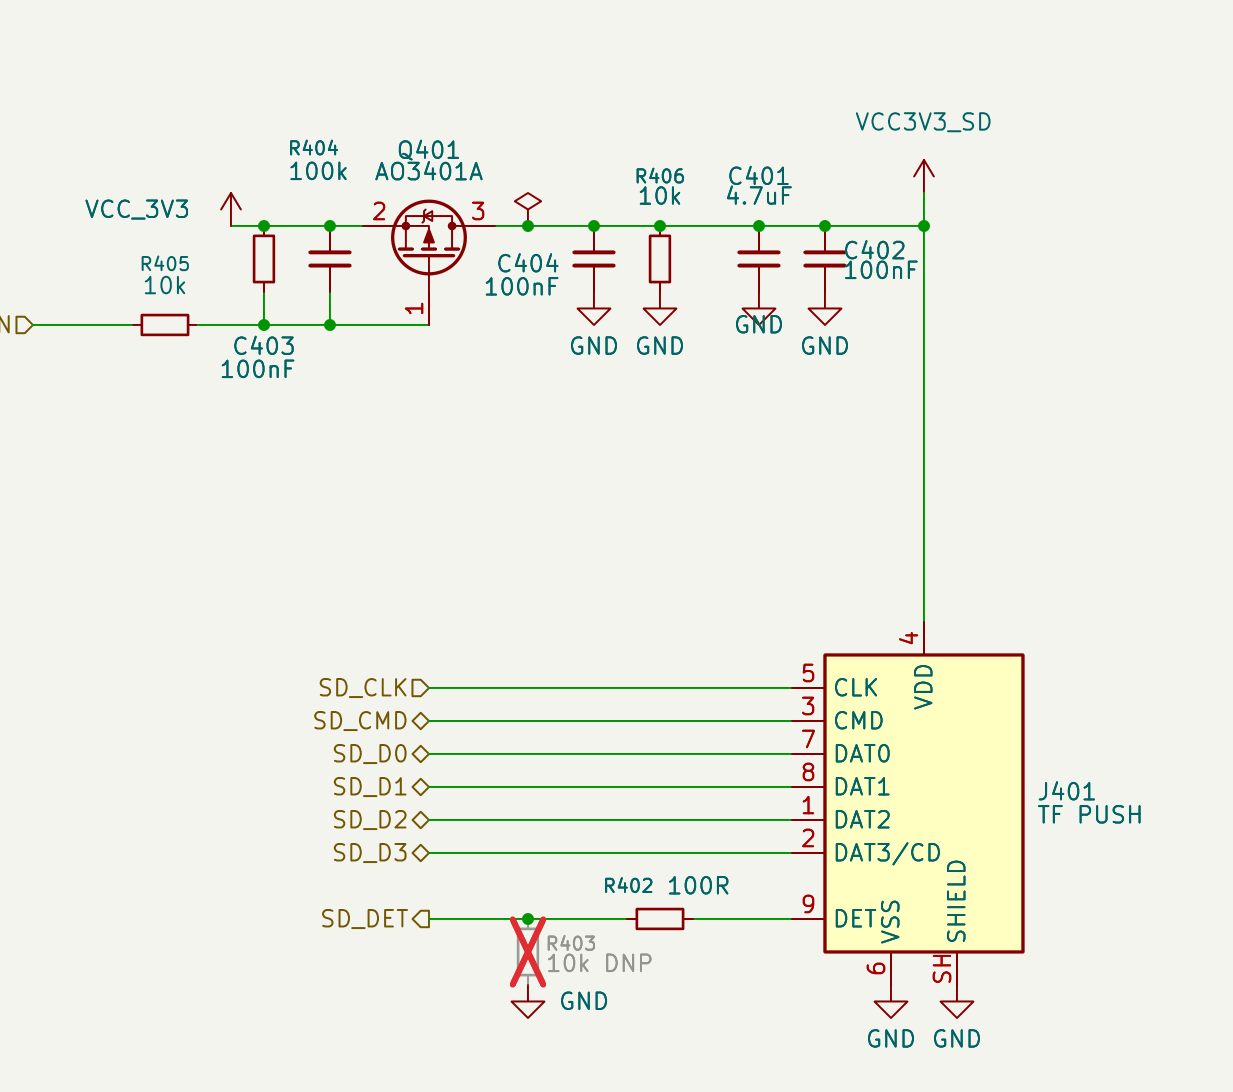 VCC3V3_SD
R404
100k
Q401
AO3401A
R406
10k
C401
4.7uF
VCC_3V3
2
3
R405
10k
C404
100nF
C402
100nF
1
N
GND
GND
GND
GND
C403
100nF
4
VDD
SD_CLK
5
CLK
SD_CMD
3
CMD
SD_D0
7
DAT0
SD_D1
8
DAT1
J401
TF PUSH
SD_D2
1
DAT2
SD_D3
2
DAT3/CD
R402 100R
SD_DET
9
DET
VSS
SHIELD
R403
10k DNP
GND
6
SH
GND
GND